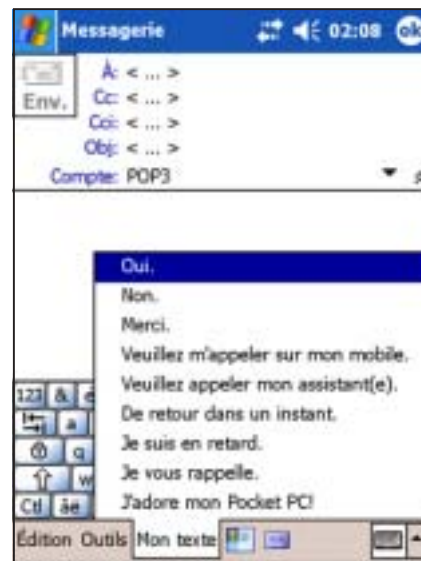 Messagerie 02:08 ok
À: < ... >
Env.
Cc: < ... >
Cci: < ... >
Obj: < ... >
Compte: POP3
Oui.
Non.
Merci.
Veuillez m'appeler sur mon mobile.
123 & é
Veuillez appeler mon assistant(e).
a
De retour dans un instant.
q
Je suis en retard.
w
Je vous rappelle.
Ctl áë
J'adore mon Pocket PC!
Édition Outils Mon texte